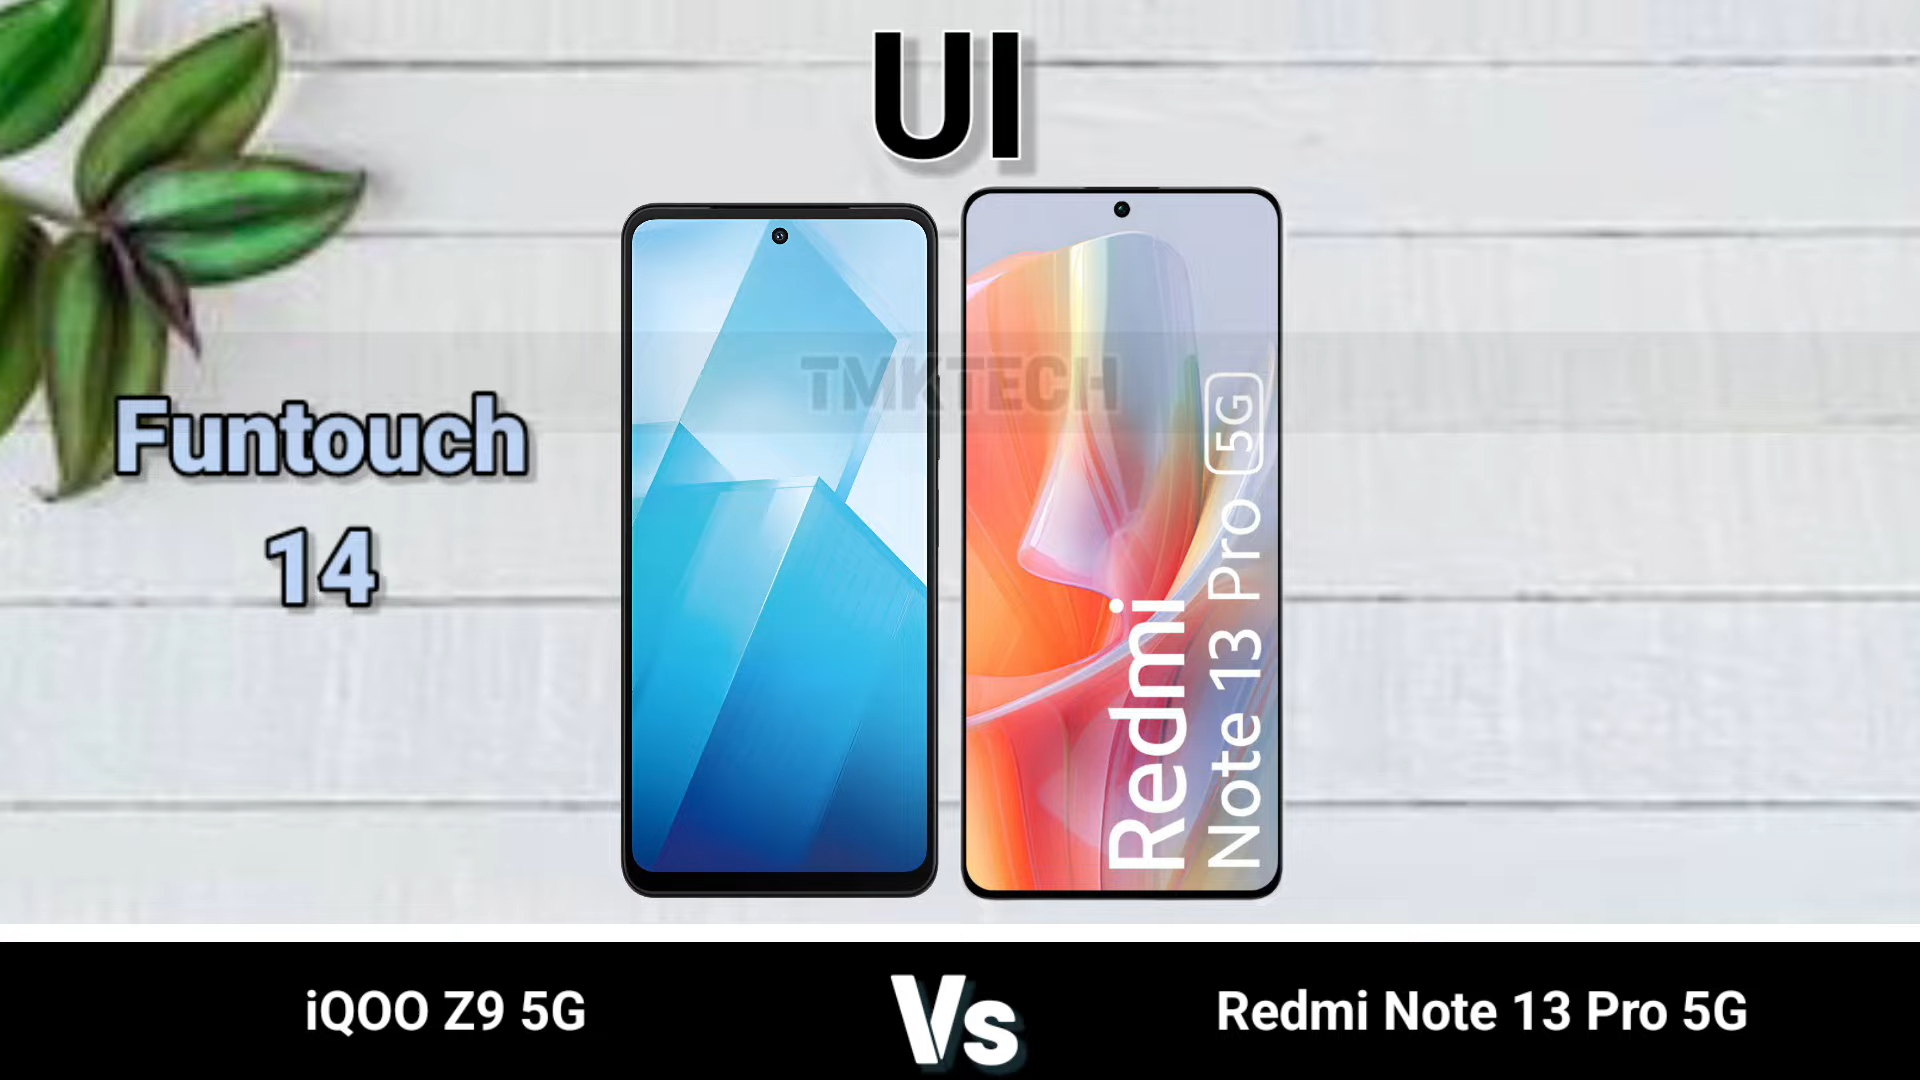 UI
TMKTECH
Funtouch
14
Redmi
Note 13 Pro 5G
iQOO Z9 5G
Vs
Redmi Note 13 Pro 5G